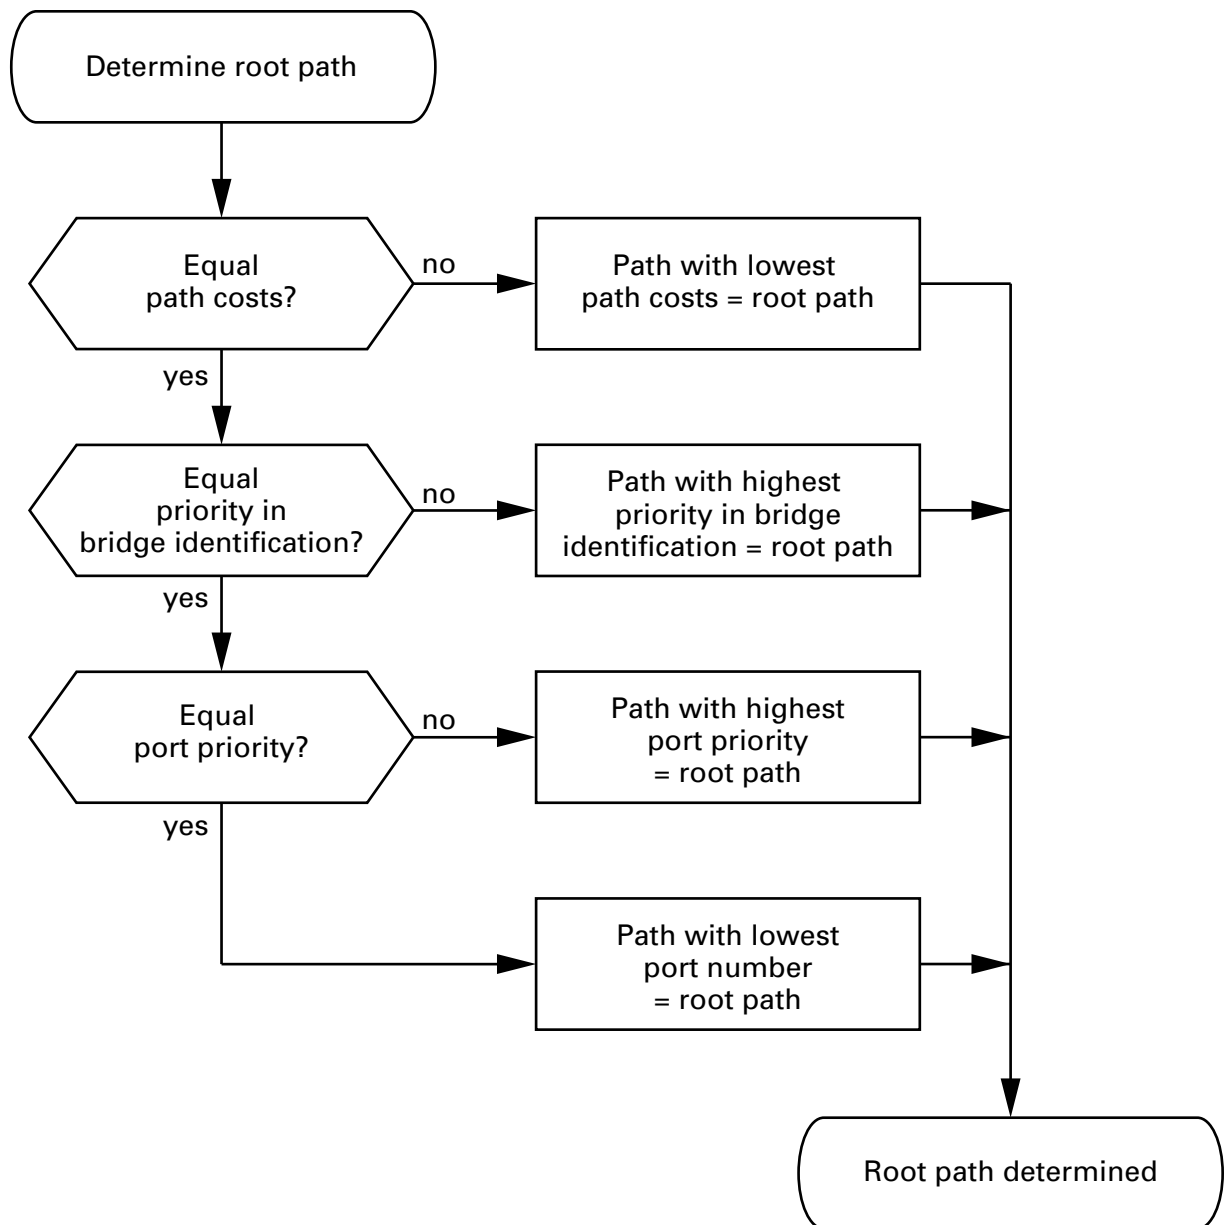 Determine root path
Equal
path costs?
no
Path with lowest
path costs = root path
yes
Equal
priority in
bridge identification?
no
Path with highest
priority in bridge
identification = root path
yes
Equal
port priority?
no
Path with highest
port priority
= root path
yes
Path with lowest
port number
= root path
Root path determined